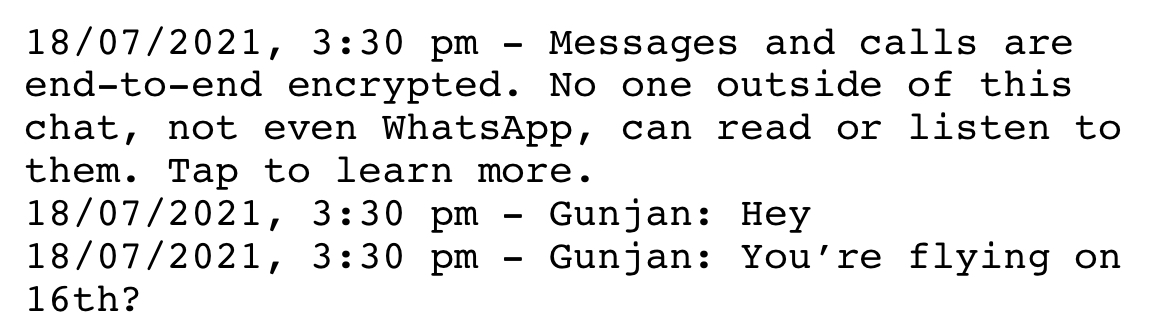 18/07/2021, 3:30 pm - Messages and calls are
end-to-end encrypted. No one outside of this
chat, not even WhatsApp, can read or listen to
them. Tap to learn more.
18/07/2021, 3:30 pm - Gunjan: Hey
18/07/2021, 3:30 pm - Gunjan: You’re flying on
16th?